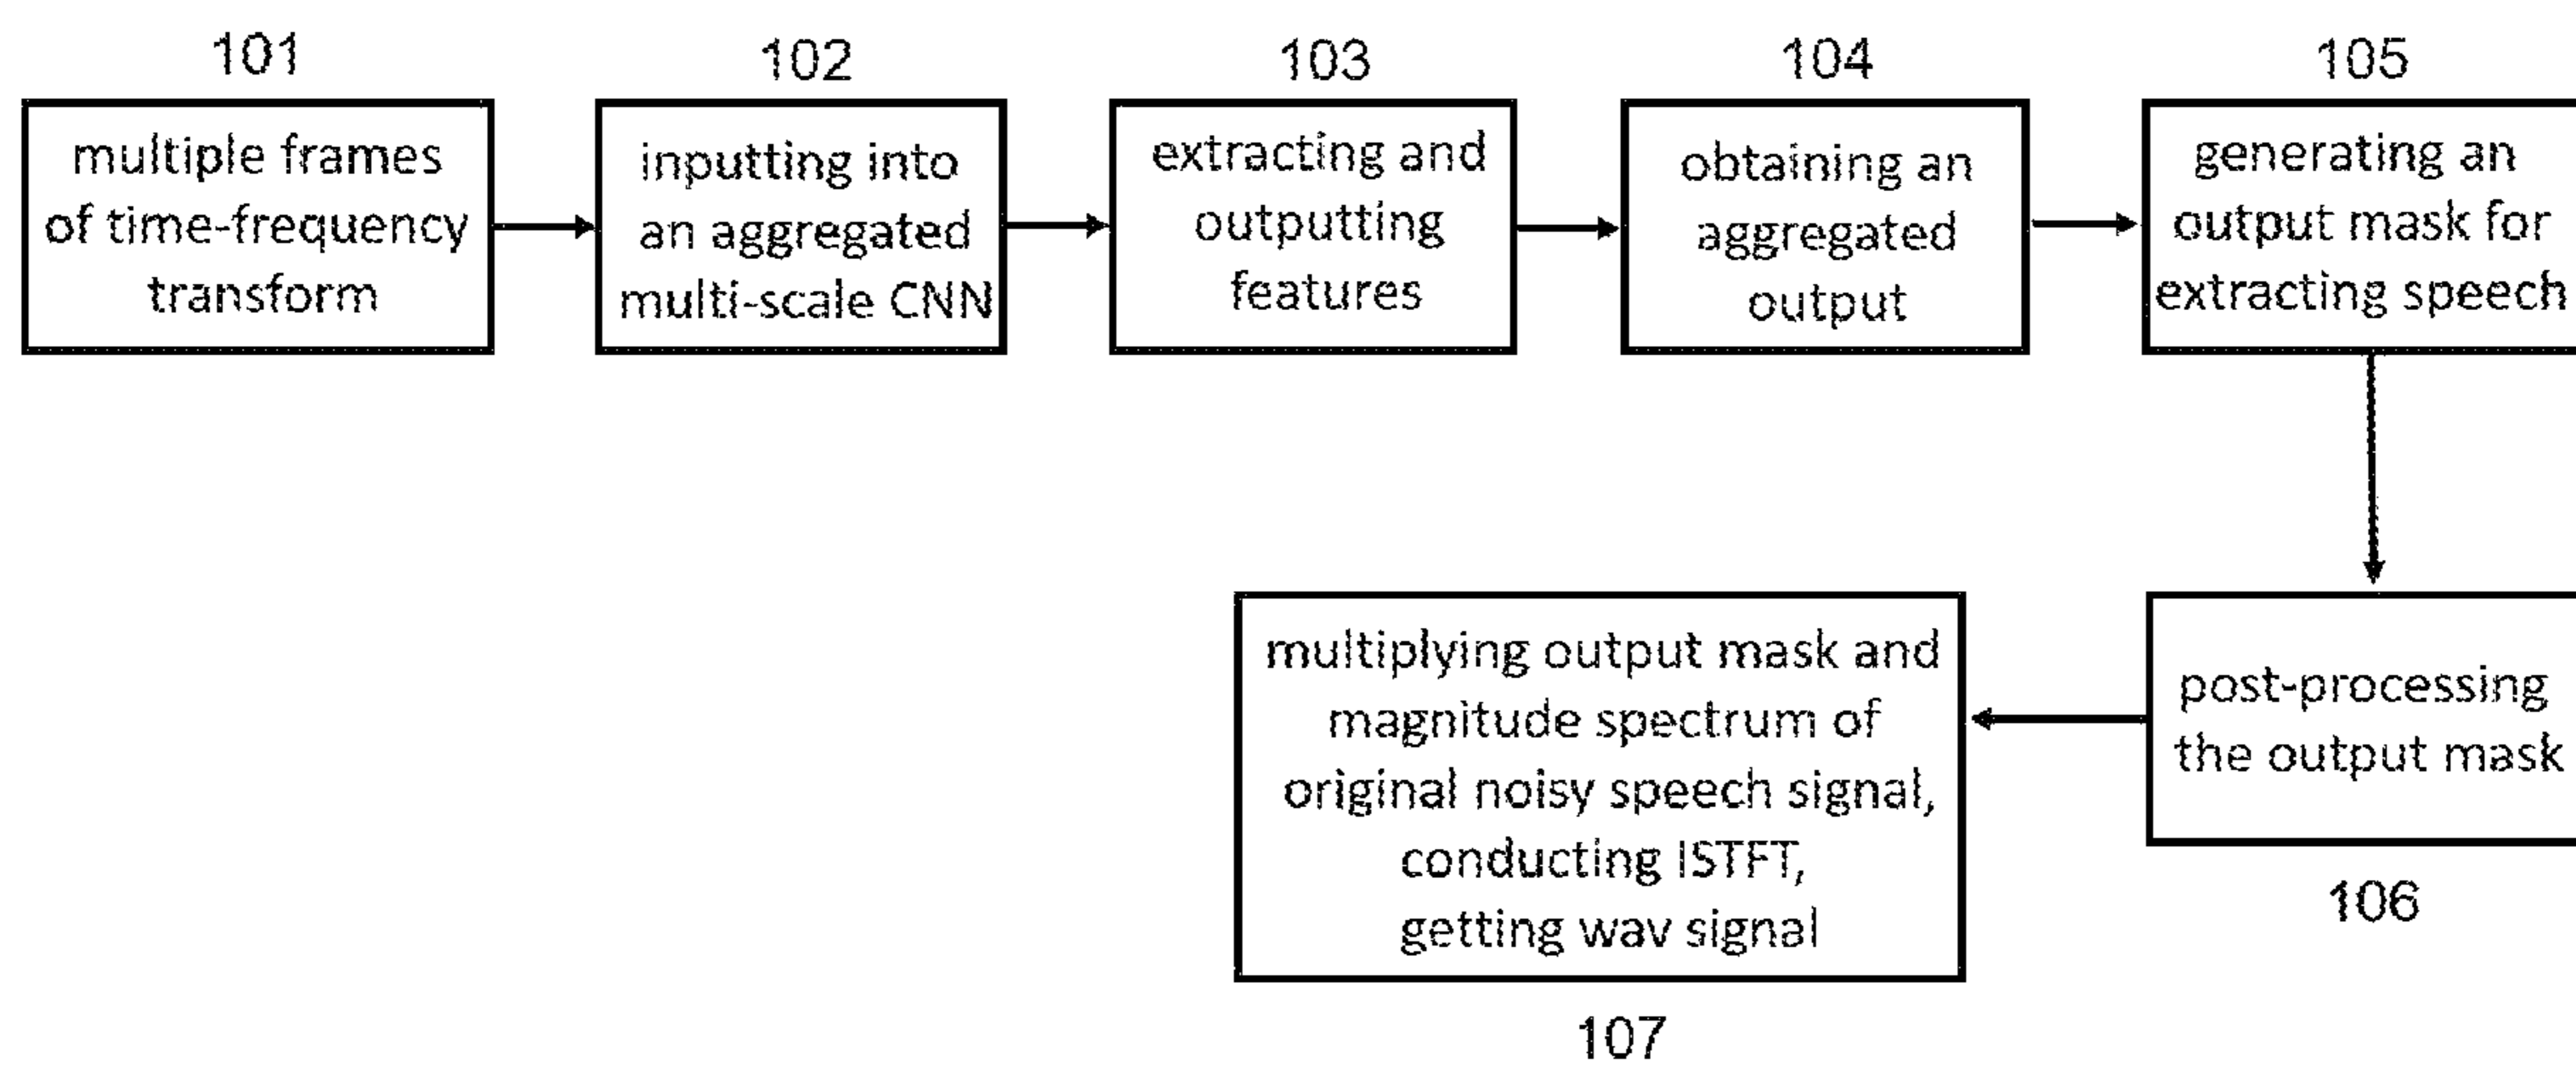 101
multiple frames
of time-frequency
transform
102
inputting into
an aggregated
multi-scale CNN
103
extracting and
outputting
features
104
obtaining an
aggregated
output
105
generating an
output mask for
extracting speech
post-processing
the output mask
106
multiplying output mask and
magnitude spectrum of
original noisy speech signal,
conducting ISTFT,
getting wav signal
107